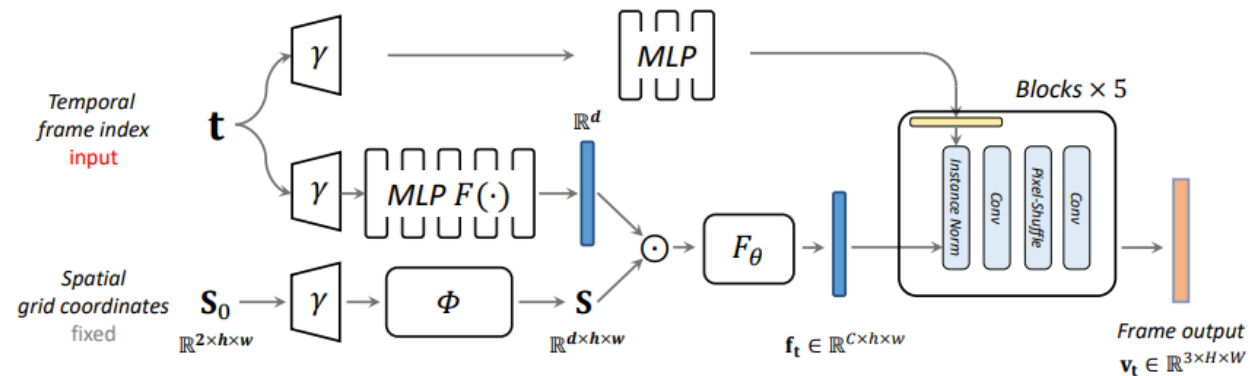 γ
MLP
Blocks × 5
Temporal
frame index
input
t
ℝ^d
γ
MLP F(·)
Instance Norm
Conv
Pixel-Shuffle
Conv
⊙
F_θ
Spatial
grid coordinates
fixed
S_0
ℝ^{2×h×w}
γ
Φ
S
ℝ^{d×h×w}
f_t ∈ ℝ^{C×h×w}
Frame output
v_t ∈ ℝ^{3×H×W}